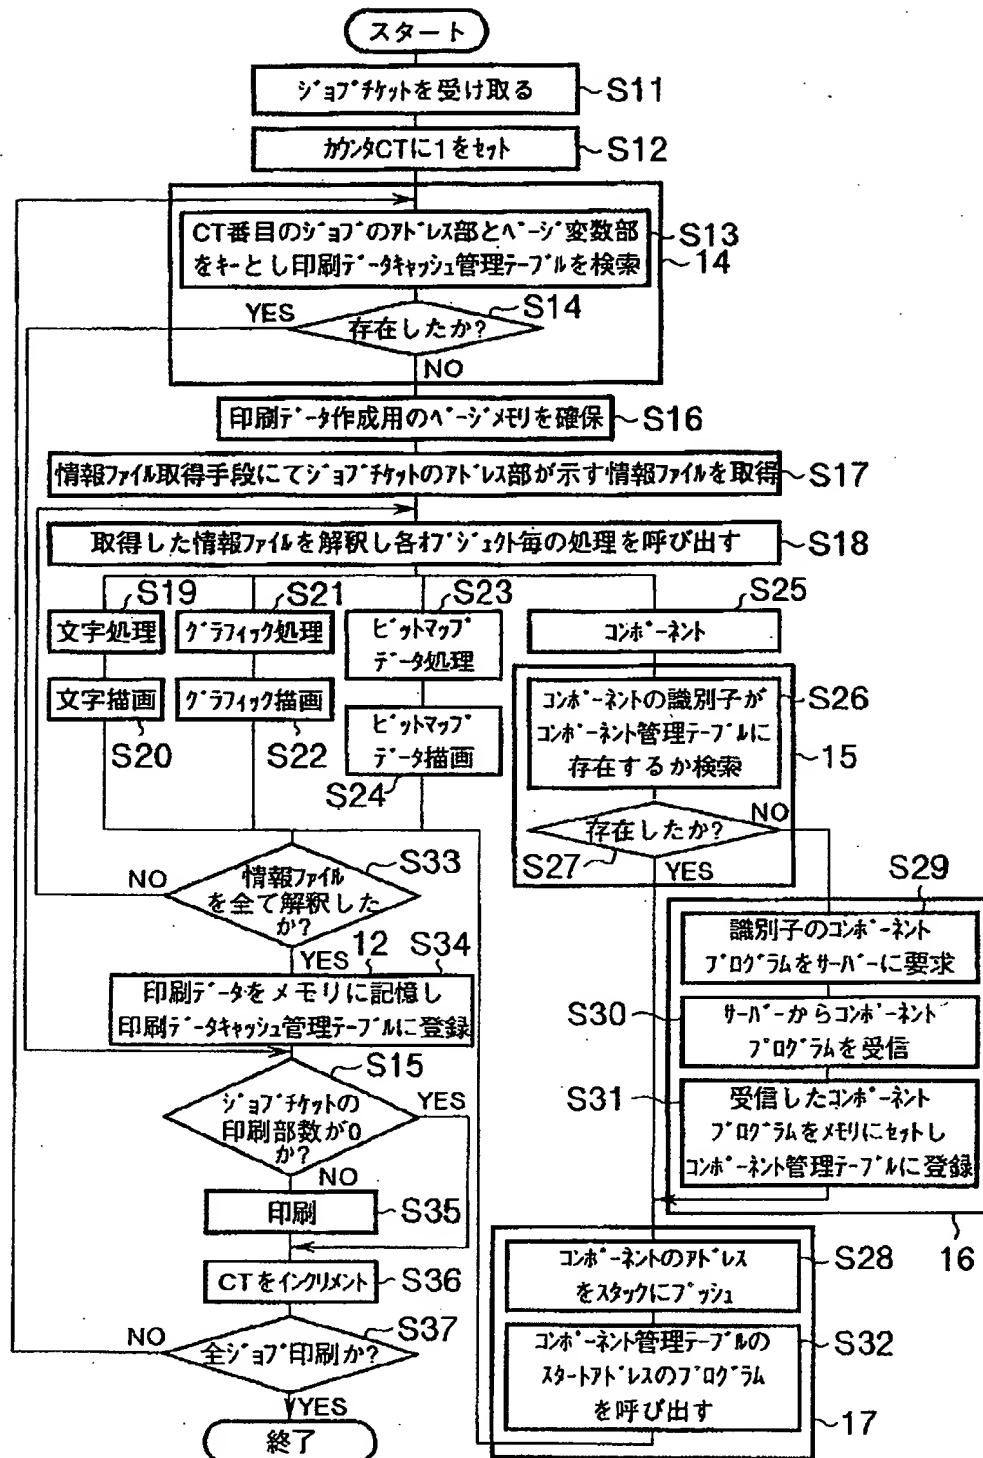 スタート
ジョブチケットを受け取る
S11
カウンタCTに1をセット
S12
CT番目のジョブのアドレス部とページ変数部
をキーとし印刷データキャッシュ管理テーブルを検索
S13
14
YES
S14
存在したか?
NO
印刷データ作成用のページメモリを確保
S16
情報ファイル取得手段にてジョブチケットのアドレス部が示す情報ファイルを取得
S17
取得した情報ファイルを解釈し各オブジェクト毎の処理を呼び出す
S18
S19
S21
S23
S25
文字処理
グラフィック処理
ビットマップ
データ処理
コンポーネント
文字描画
グラフィック描画
ビットマップ
データ描画
S20
S22
S24
コンポーネントの識別子が
コンポーネント管理テーブルに
存在するか検索
S26
15
存在したか?
NO
S27
YES
S33
NO
情報ファイル
を全て解釈した
か?
YES
S29
識別子のコンポーネント
プログラムをサーバーに要求
12
S34
印刷データをメモリに記憶し
印刷データキャッシュ管理テーブルに登録
S30
サーバーからコンポーネント
プログラムを受信
S15
S31
受信したコンポーネント
プログラムをメモリにセットし
コンポーネント管理テーブルに登録
ジョブチケットの
印刷部数が0
か?
YES
NO
印刷
S35
16
コンポーネントのアドレス
をスタックにプッシュ
S28
CTをインクリメント
S36
NO
全ジョブ印刷か?
S37
コンポーネント管理テーブルの
スタートアドレスのプログラム
を呼び出す
S32
YES
17
終了